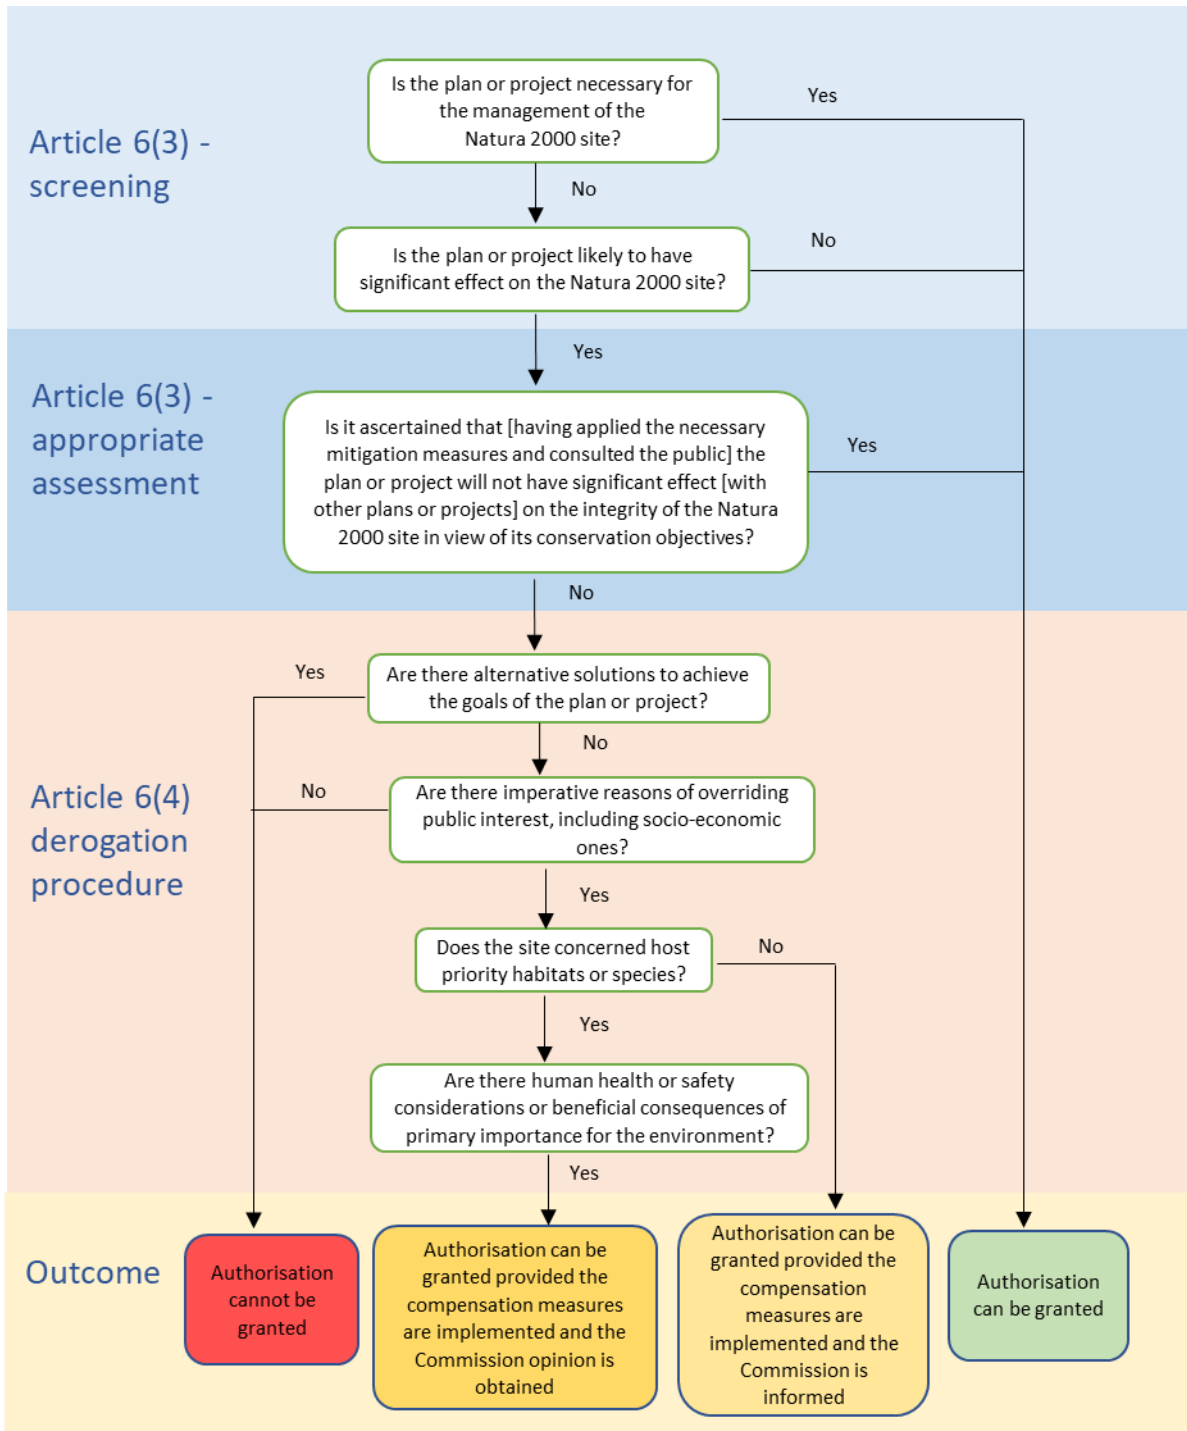 Article 6(3) -
screening
Is the plan or project necessary for
the management of the
Natura 2000 site?
Yes
No
Is the plan or project likely to have
significant effect on the Natura 2000 site?
No
Yes
Article 6(3) -
appropriate
assessment
Is it ascertained that [having applied the necessary
mitigation measures and consulted the public] the
plan or project will not have significant effect [with
other plans or projects] on the integrity of the Natura
2000 site in view of its conservation objectives?
Yes
No
Article 6(4)
derogation
procedure
Are there alternative solutions to achieve
the goals of the plan or project?
Yes
No
Are there imperative reasons of overriding
public interest, including socio-economic
ones?
No
Yes
Does the site concerned host
priority habitats or species?
No
Yes
Are there human health or safety
considerations or beneficial consequences of
primary importance for the environment?
Yes
Outcome
Authorisation
cannot be
granted
Authorisation can be
granted provided the
compensation measures
are implemented and the
Commission opinion is
obtained
Authorisation can be
granted provided the
compensation
measures are
implemented and the
Commission is
informed
Authorisation
can be granted